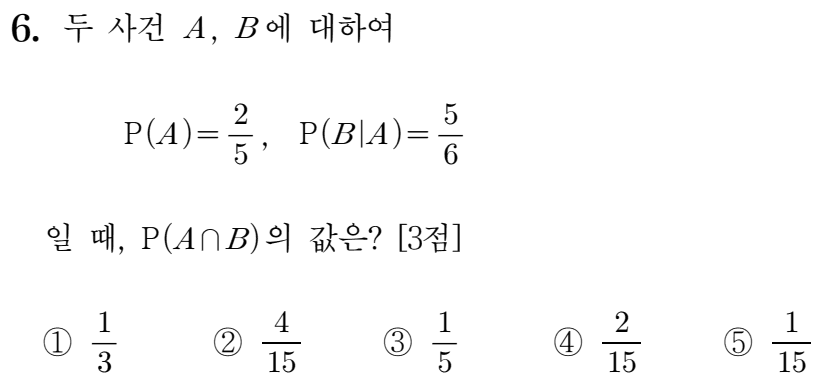 6. 두 사건 A, B에 대하여
P(A)=2/5, P(B|A)=5/6
일 때, P(A∩B)의 값은? [3점]
① 1/3 ② 4/15 ③ 1/5 ④ 2/15 ⑤ 1/15